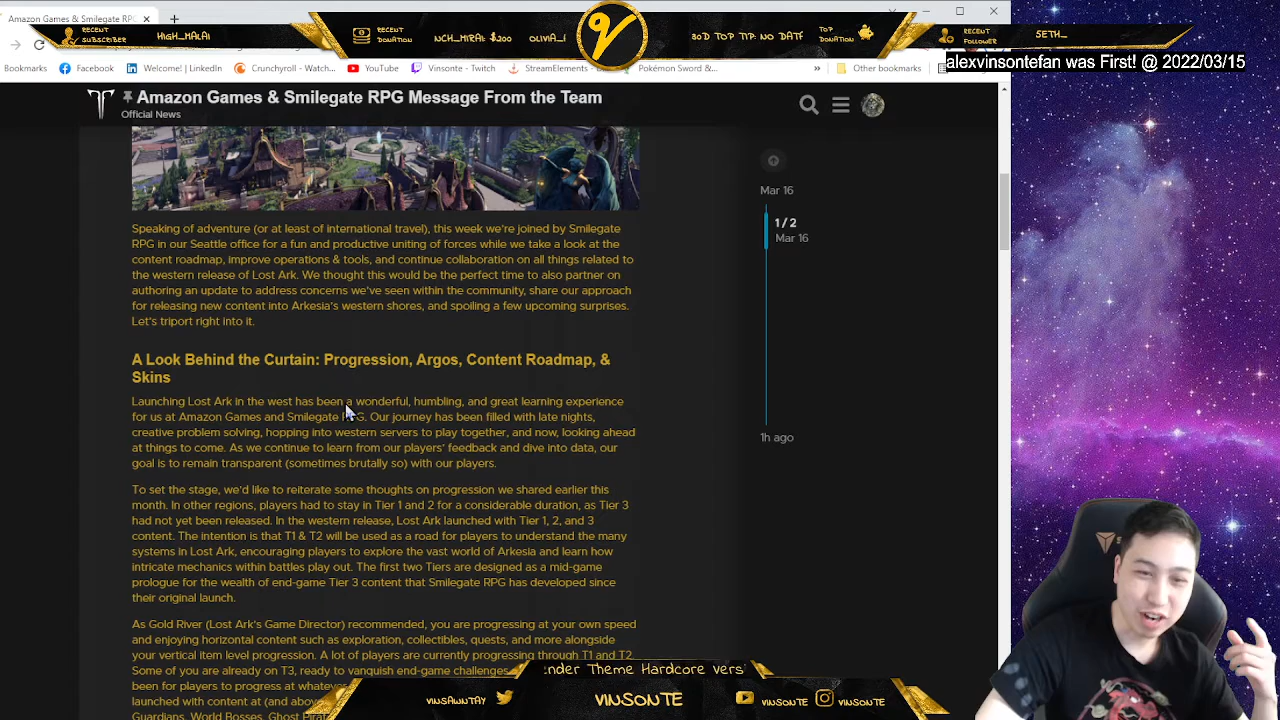 Amazon Games & Smilegate RPG
RECENT SUBSCRIBER
HIGH_MALAI
RECENT DONATION
NCH_MIRAI: $200
OLIVIA_I
30D TOP TIP: NO DATA
TOP DONATION
RECENT FOLLOWER
SETH_
alexvinsontefan was First! @ 2022/03/15
Bookmarks
Facebook
Welcome! | LinkedIn
Crunchyroll - Watch...
YouTube
Vinsonte - Twitch
StreamElements -
Pokémon Sword &...
»
Other bookmarks
Amazon Games & Smilegate RPG Message From the Team
Official News
Speaking of adventure (or at least of international travel), this week we're joined by Smilegate
RPG in our Seattle office for a fun and productive uniting of forces while we take a look at the
content roadmap, improve operations & tools, and continue collaboration on all things related to
the western release of Lost Ark. We thought this would be the perfect time to also partner on
authoring an update to address concerns we've seen within the community, share our approach
for releasing new content into Arkesia's western shores, and spoiling a few upcoming surprises.
Let's triport right into it.
A Look Behind the Curtain: Progression, Argos, Content Roadmap, &
Skins
Launching Lost Ark in the west has been a wonderful, humbling, and great learning experience
for us at Amazon Games and Smilegate RPG. Our journey has been filled with late nights,
creative problem solving, hopping into western servers to play together, and now, looking ahead
at things to come. As we continue to learn from our players' feedback and dive into data, our
goal is to remain transparent (sometimes brutally so) with our players.
To set the stage, we'd like to reiterate some thoughts on progression we shared earlier this
month. In other regions, players had to stay in Tier 1 and 2 for a considerable duration, as Tier 3
had not yet been released. In the western release, Lost Ark launched with Tier 1, 2, and 3
content. The intention is that T1 & T2 will be used as a road for players to understand the many
systems in Lost Ark, encouraging players to explore the vast world of Arkesia and learn how
intricate mechanics within battles play out. The first two Tiers are designed as a mid-game
prologue for the wealth of end-game Tier 3 content that Smilegate RPG has developed since
their original launch.
As Gold River (Lost Ark's Game Director) recommended, you are progressing at your own speed
and enjoying horizontal content such as exploration, collectibles, quests, and more alongside
your vertical item level progression. A lot of players are currently progressing through T1 and T2.
Some of you are already on T3, ready to vanquish end-game challenges
been for players to progress at whatev
launched with content at (and abov
Guardians, World Bosses, Ghost Pira
Mar 16
1 / 2
Mar 16
1h ago
ender Theme Hardcore vers
VINSAWNTAY
VINSONTE
VINSONTE
VINSONTE